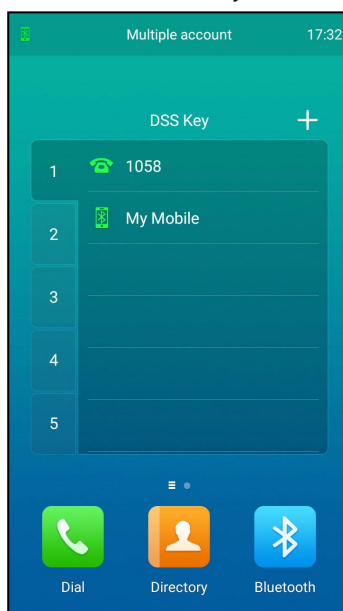 Multiple account 17:32
DSS Key
1 1058
2 My Mobile
3
4
5
Dial Directory Bluetooth